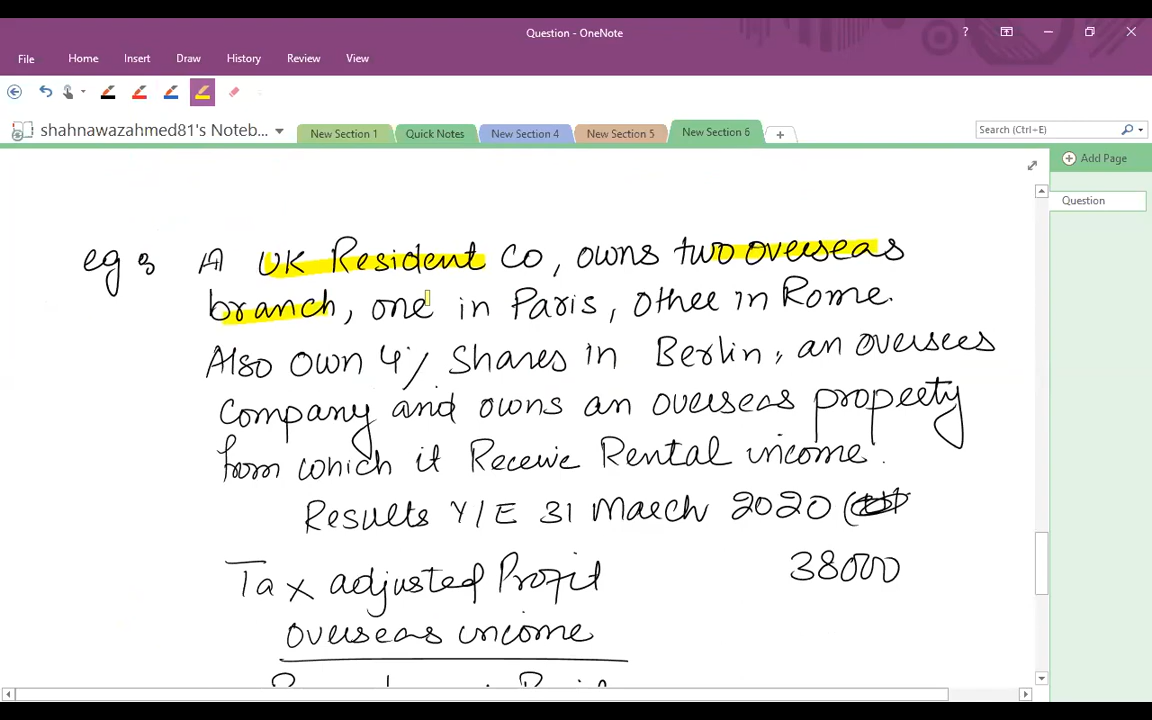 Question - OneNote
?
File Home Insert Draw History Review View
shahnawazahmed81's Noteb...
New Section 1 Quick Notes New Section 4 New Section 5 New Section 6 +
Search (Ctrl+E)
Add Page
Question
eg 3 A UK Resident Co, owns two overseas
branch, one in Paris, Other in Rome.
Also own 4% Shares in Berlin, an oversees
company and owns an overseas property
from which it Receive Rental income.
Results Y/E 31 March 2020
Tax adjusted Profit 38000
overseas income